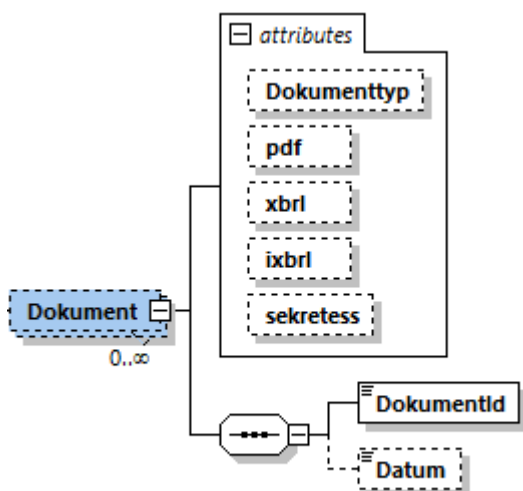 attributes
Dokumenttyp
pdf
xbrl
ixbrl
sekretess
Dokument
0..∞
DokumentId
Datum